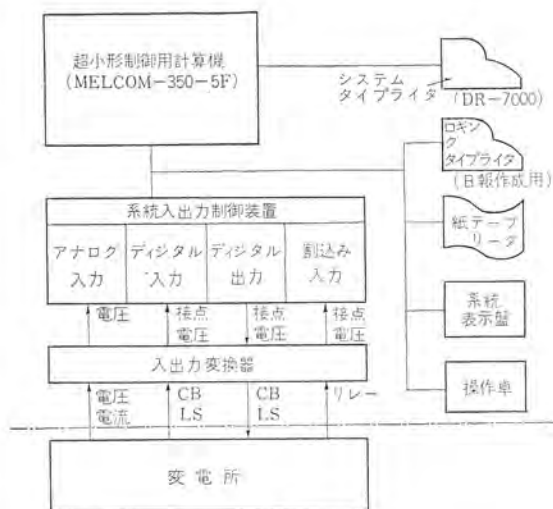 超小形制御用計算機
(MELCOM-350-5F)
システム
タイプライタ
(DR-7000)
ロギン
グ
タイプライタ
(日報作成用)
紙テープ
リーダ
系統
表示盤
操作卓
系統入出力制御装置
アナログ
入力
ディジタル
入力
ディジタル
出力
割込み
入力
電圧
接点
電圧
接点
電圧
接点
電圧
入出力変換器
電圧
電流
CB
LS
CB
LS
リレー
変電所